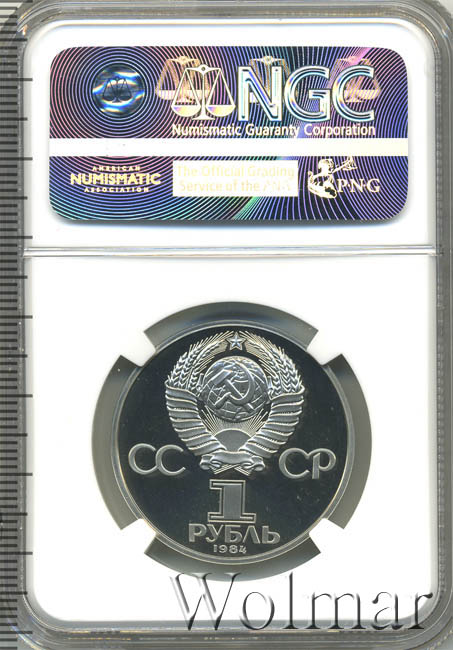 NGC
Numismatic Guaranty Corporation
AMERICAN
NUMISMATIC
ASSOCIATION
The Official Grading
Service of the ANA
PNG
СС СР
1
РУБЛЬ
1984
Wolmar